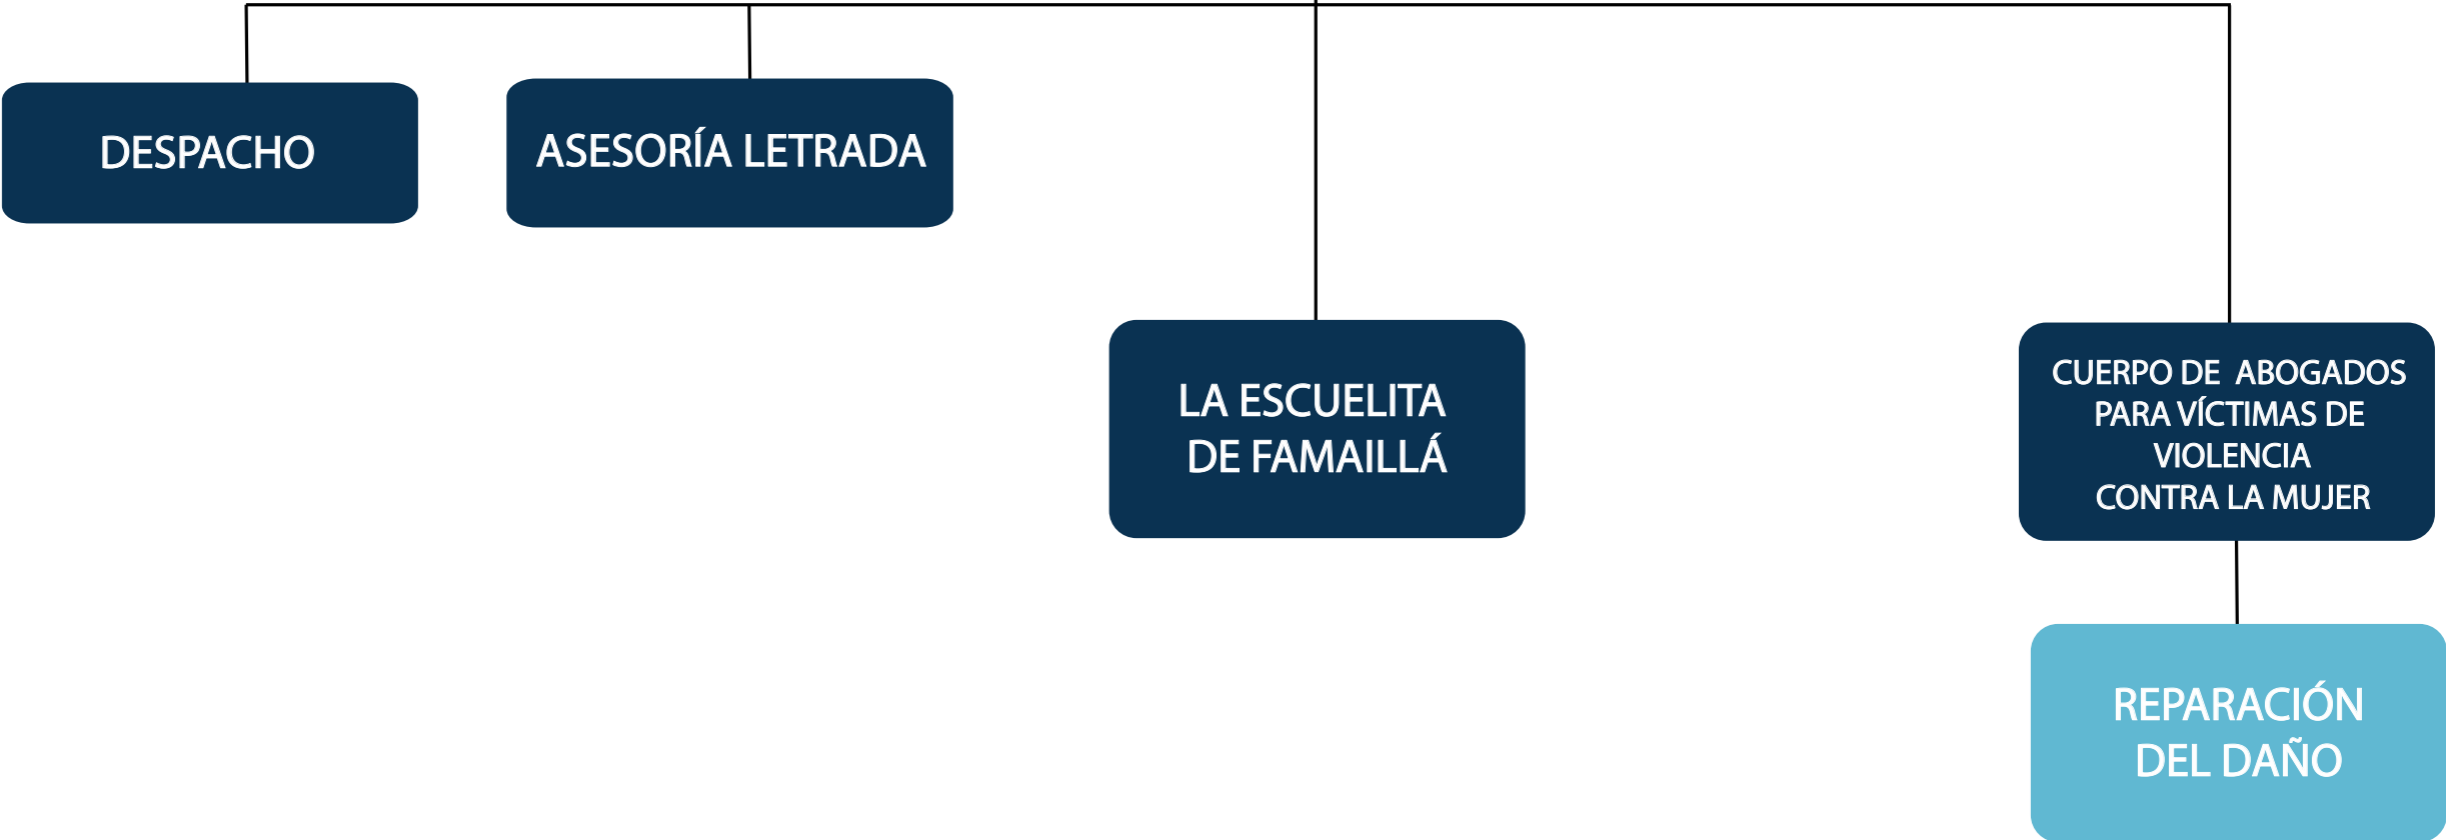 DESPACHO
ASESORÍA LETRADA
LA ESCUELITA
DE FAMAILLÁ
CUERPO DE ABOGADOS
PARA VÍCTIMAS DE
VIOLENCIA
CONTRA LA MUJER
REPARACIÓN
DEL DAÑO